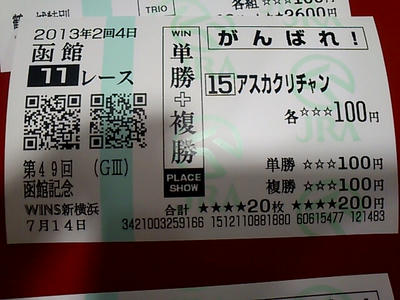 TRIO
2013年2回4日
函館
11レース
第49回 (GⅢ)
函館記念
WINS新横浜
7月14日
WIN
単勝+複勝
PLACE
SHOW
がんばれ!
15 アスカクリチャン
各☆☆☆100円
JRA
単勝 ☆☆☆100円
複勝 ☆☆☆100円
合計 ★★★★20枚 ★★★★200円
3421003259166 1512110881880 60615477 121483